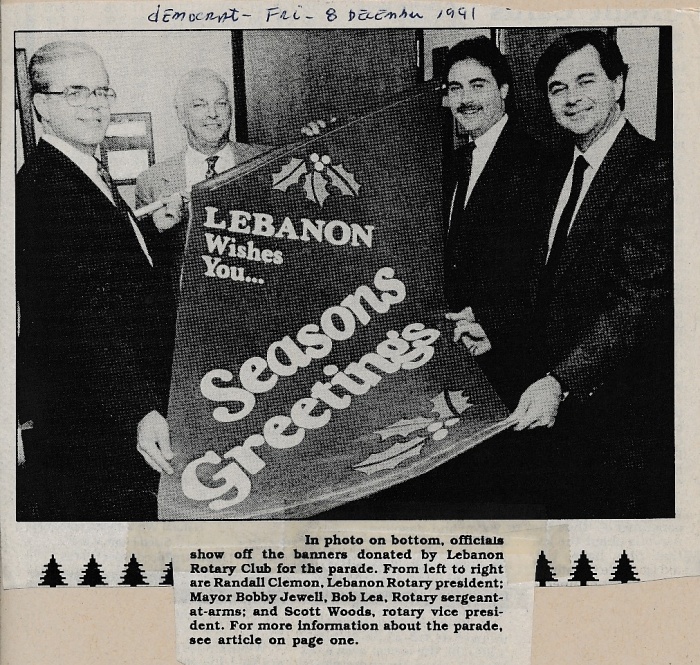 democrat - Fri - 8 December 1991
LEBANON
Wishes
You...
Seasons
Greetings
In photo on bottom, officials
show off the banners donated by Lebanon
Rotary Club for the parade. From left to right
are Randall Clemon, Lebanon Rotary president;
Mayor Bobby Jewell, Bob Lea, Rotary sergeant-
at-arms; and Scott Woods, rotary vice presi-
dent. For more information about the parade,
see article on page one.